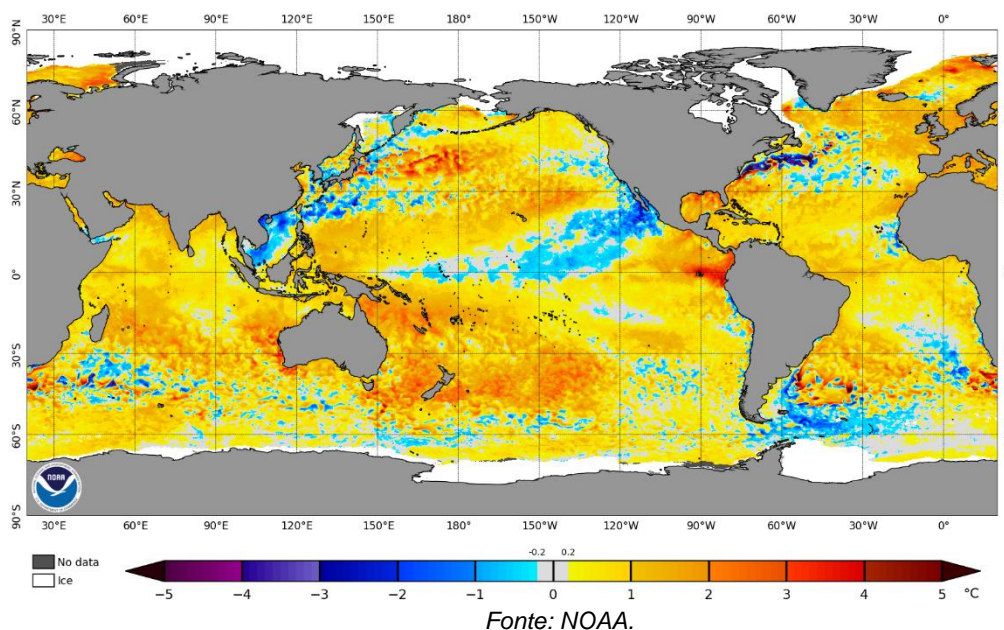 30°E 60°E 90°E 120°E 150°E 180° 150°W 120°W 90°W 60°W 30°W 0°
90°N
60°N
30°N
0°
30°S
60°S
90°S
NOAA
30°E 60°E 90°E 120°E 150°E 180° 150°W 120°W 90°W 60°W 30°W 0°
-0.2 0.2
No data
Ice
−5 −4 −3 −2 −1 0 1 2 3 4 5 °C
Fonte: NOAA.